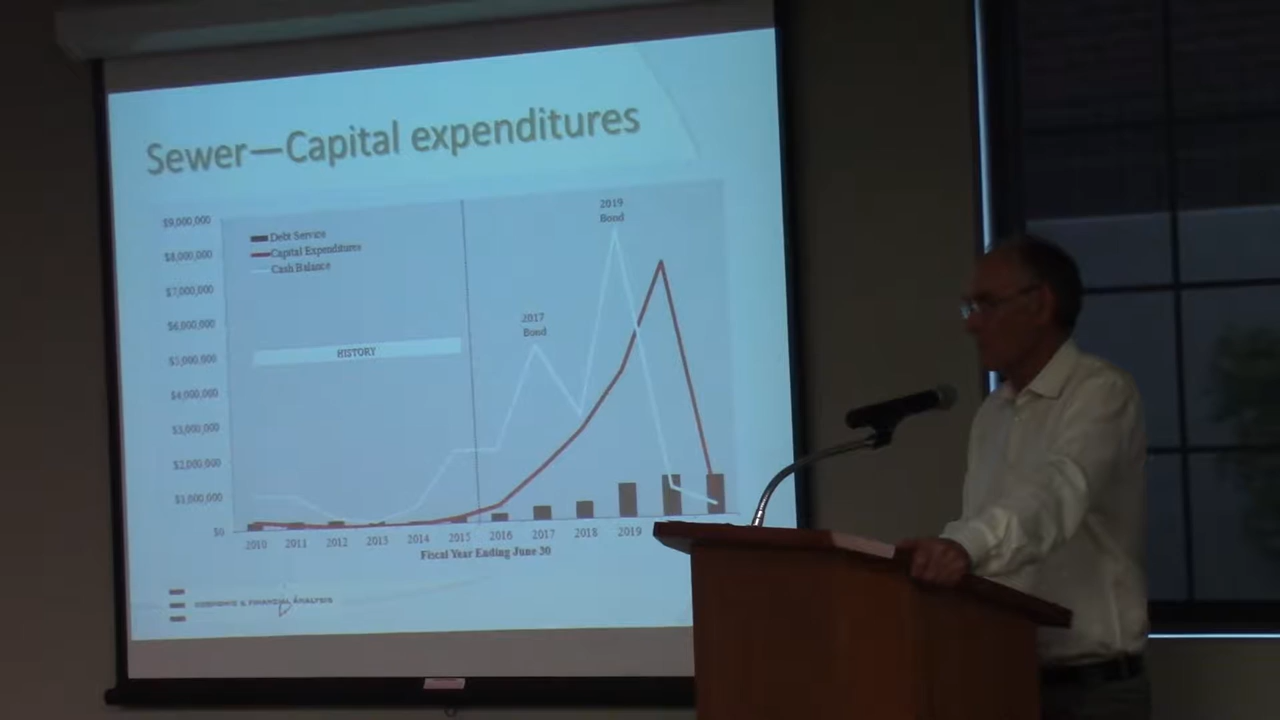 Sewer—Capital expenditures
$9,000,000
$8,000,000
$7,000,000
$6,000,000
$5,000,000
$4,000,000
$3,000,000
$2,000,000
$1,000,000
$0
Debt Service
Capital Expenditures
Cash Balance
HISTORY
2017
Bond
2019
Bond
2010 2011 2012 2013 2014 2015 2016 2017 2018 2019
Fiscal Year Ending June 30
ECONOMIC & FINANCIAL ANALYSIS